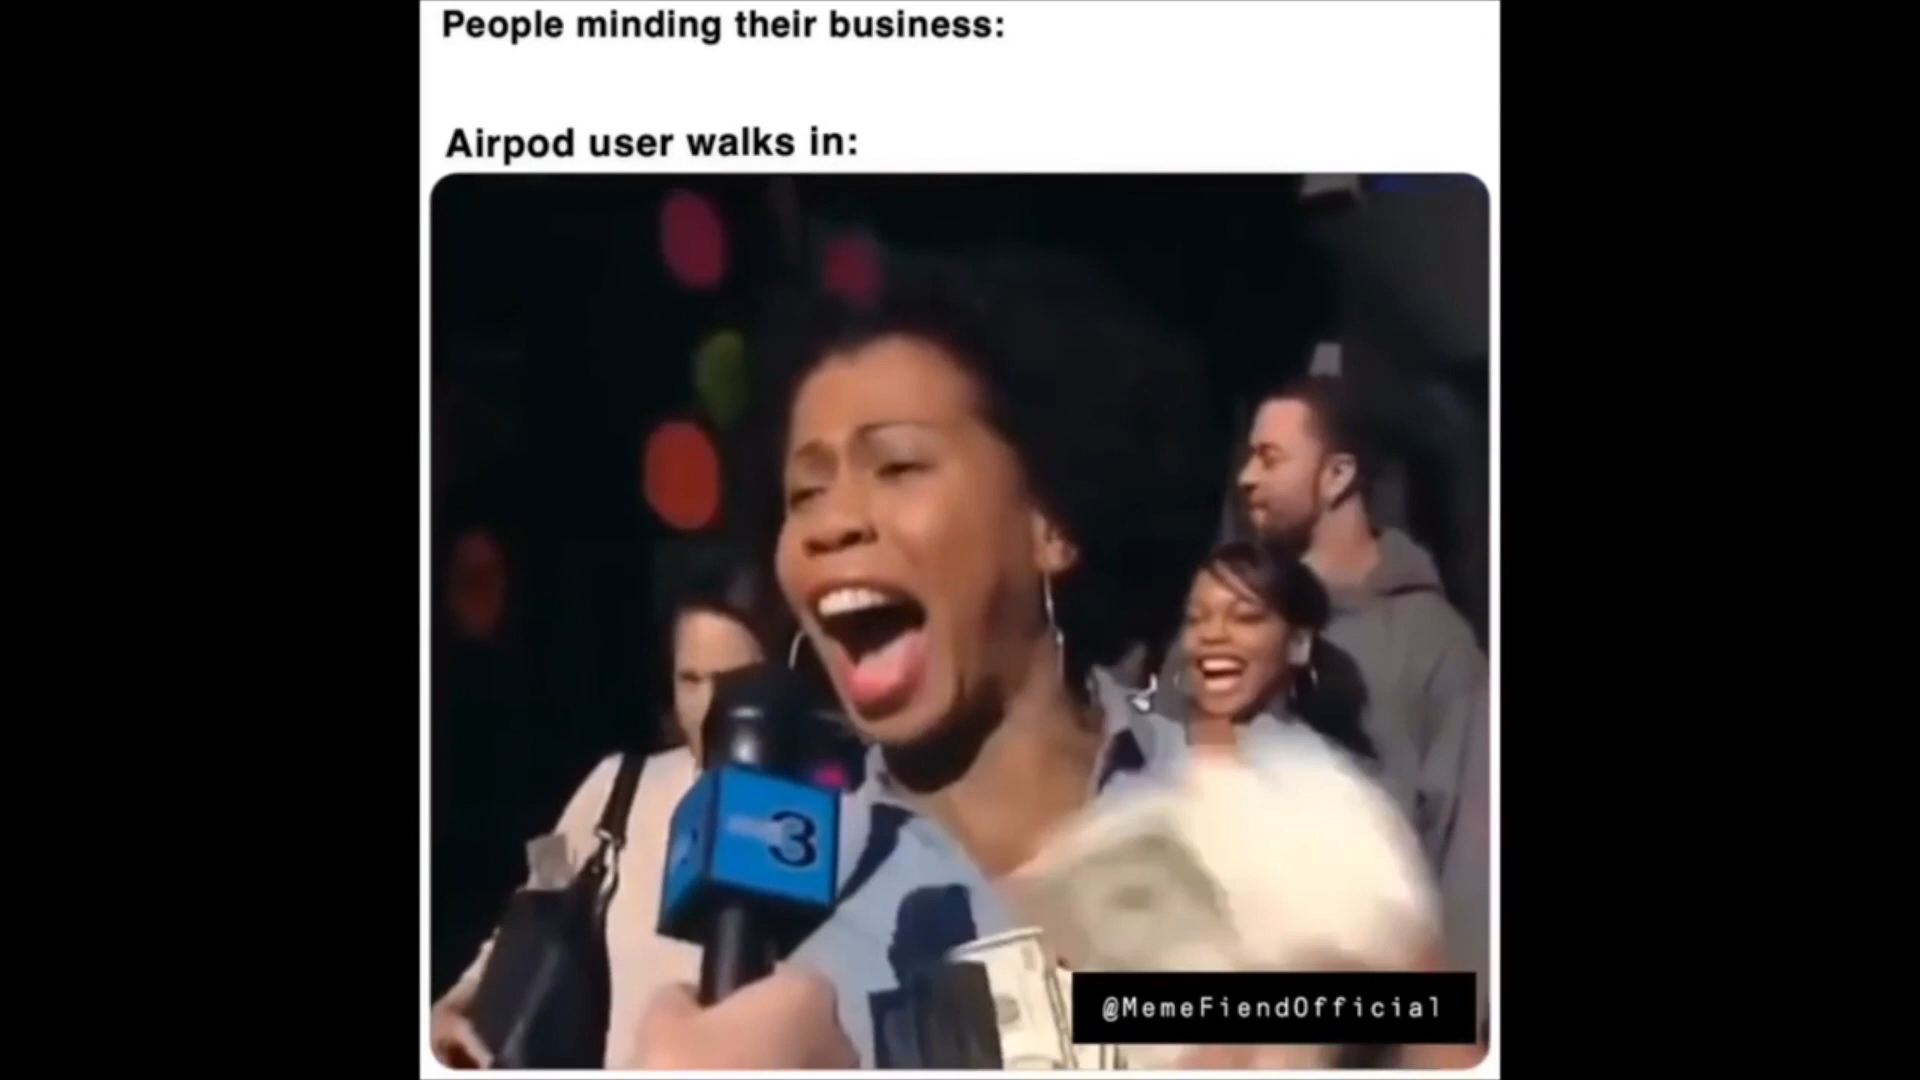 People minding their business:
Airpod user walks in:
3
@MemeFiendOfficial